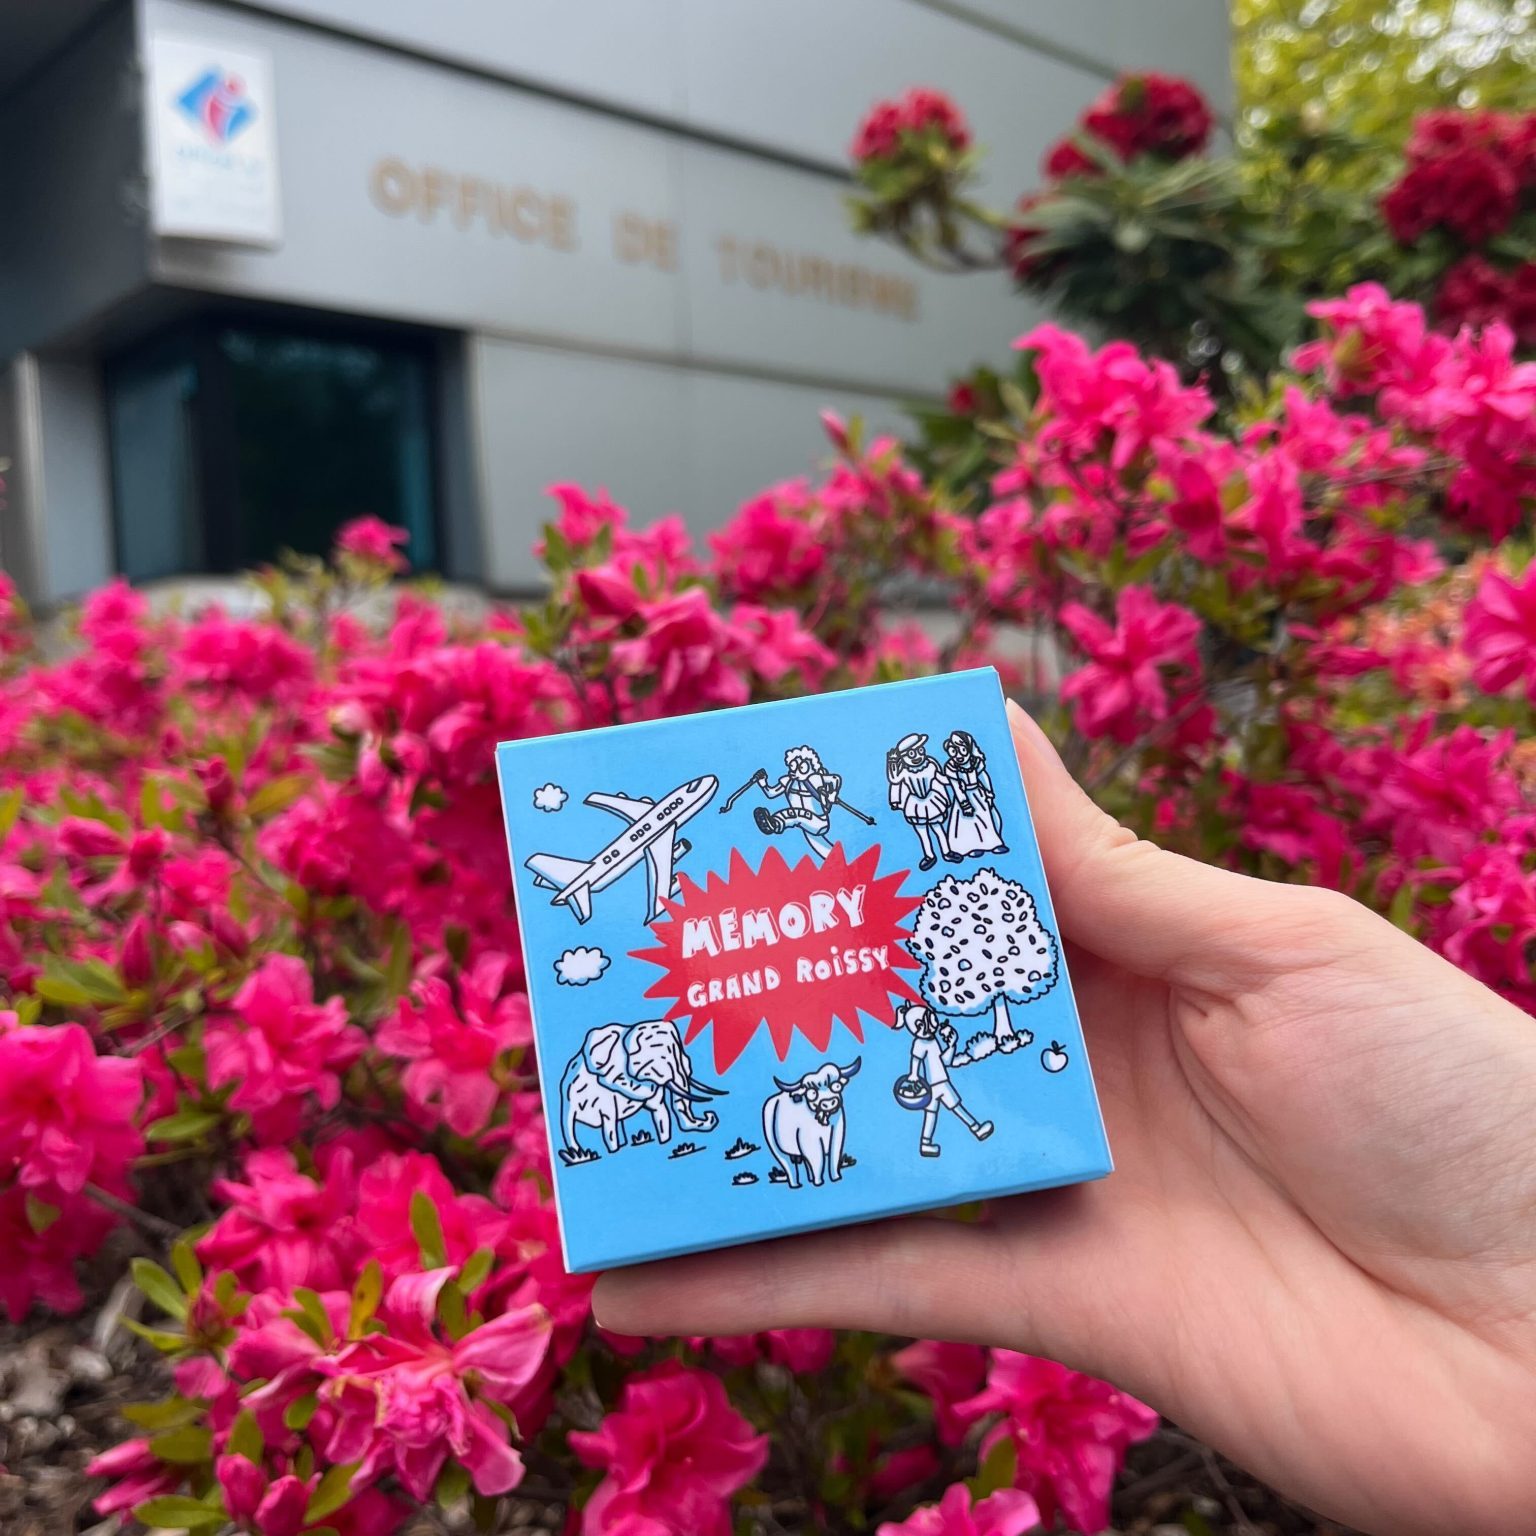 OFFICE DE TOURISME
MEMORY
GRAND ROiSSY